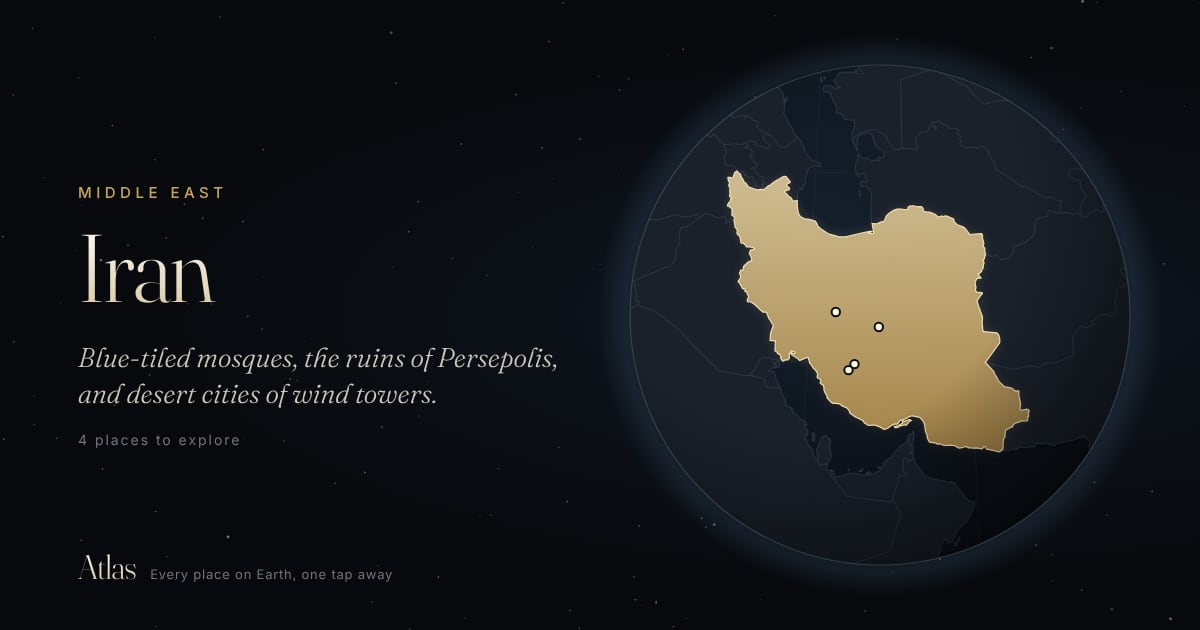 MIDDLE EAST
Iran
Blue-tiled mosques, the ruins of Persepolis,
and desert cities of wind towers.
4 places to explore
Atlas Every place on Earth, one tap away